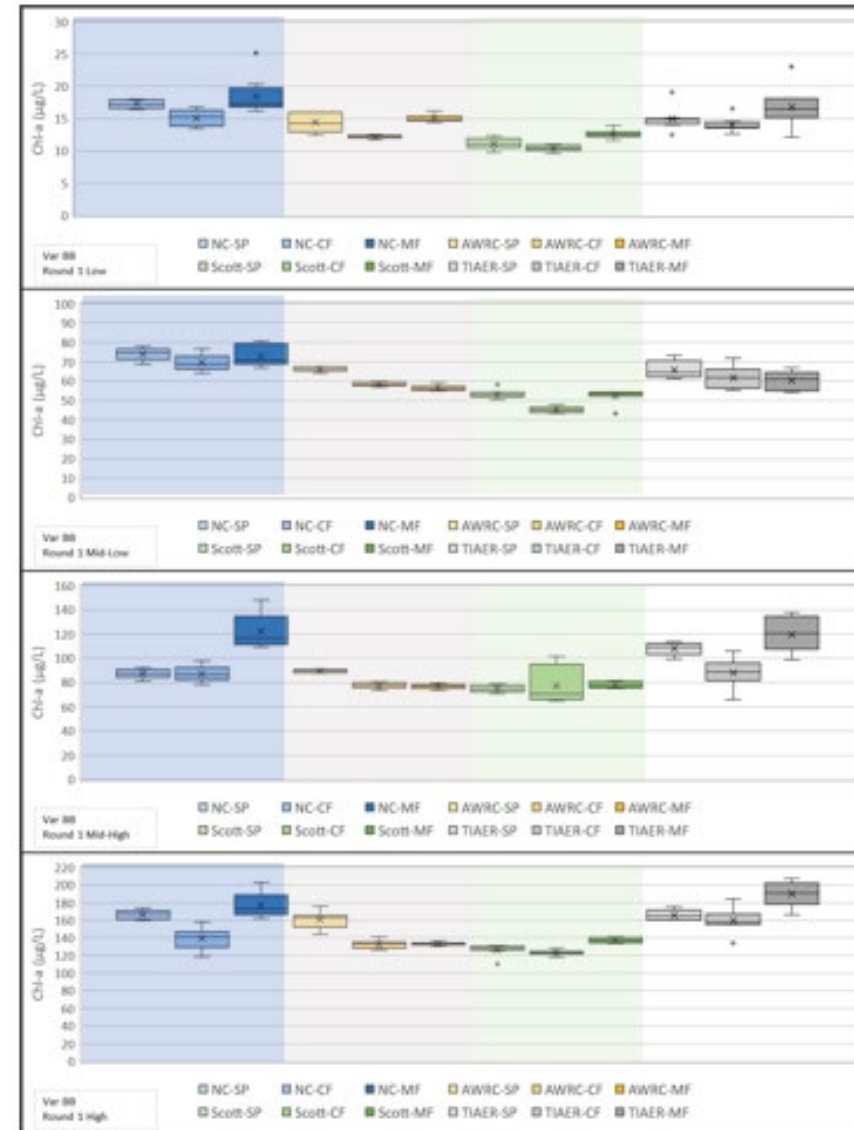 30
25
20
15
10
5
0
Chl-a (µg/L)
Var BB
Round 1 Low
NC-SP NC-CF NC-MF AWRC-SP AWRC-CF AWRC-MF
Scott-SP Scott-CF Scott-MF TIAER-SP TIAER-CF TIAER-MF
100
90
80
70
60
50
40
30
20
10
0
Chl-a (µg/L)
Var BB
Round 1 Mid-Low
NC-SP NC-CF NC-MF AWRC-SP AWRC-CF AWRC-MF
Scott-SP Scott-CF Scott-MF TIAER-SP TIAER-CF TIAER-MF
160
140
120
100
80
60
40
20
0
Chl-a (µg/L)
Var BB
Round 1 Mid-High
NC-SP NC-CF NC-MF AWRC-SP AWRC-CF AWRC-MF
Scott-SP Scott-CF Scott-MF TIAER-SP TIAER-CF TIAER-MF
220
200
180
160
140
120
100
80
60
40
20
0
Chl-a (µg/L)
Var BB
Round 1 High
NC-SP NC-CF NC-MF AWRC-SP AWRC-CF AWRC-MF
Scott-SP Scott-CF Scott-MF TIAER-SP TIAER-CF TIAER-MF